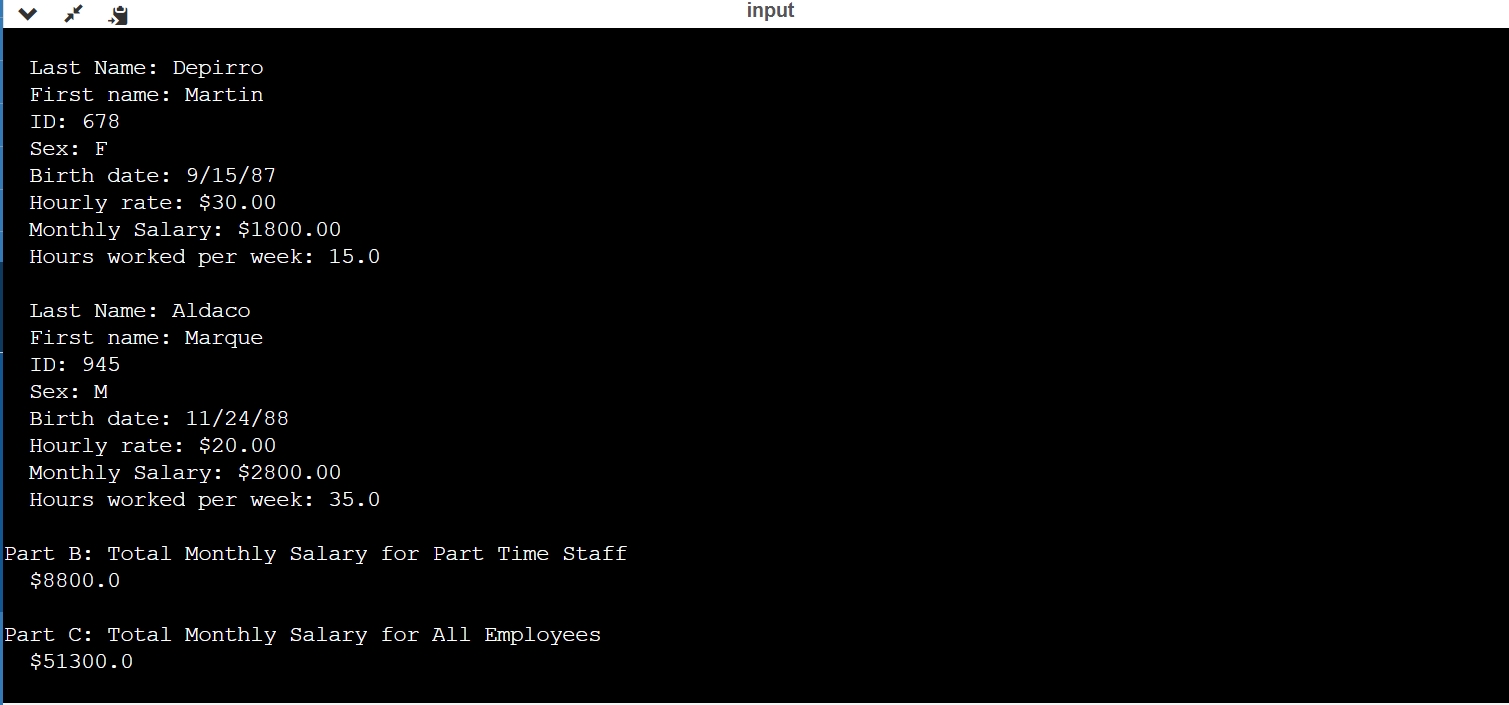 input
Last Name: Depirro
First name: Martin
ID: 678
Sex: F
Birth date: 9/15/87
Hourly rate: $30.00
Monthly Salary: $1800.00
Hours worked per week: 15.0
Last Name: Aldaco
First name: Marque
ID: 945
Sex: M
Birth date: 11/24/88
Hourly rate: $20.00
Monthly Salary: $2800.00
Hours worked per week: 35.0
Part B: Total Monthly Salary for Part Time Staff
$8800.0
Part C: Total Monthly Salary for All Employees
$51300.0